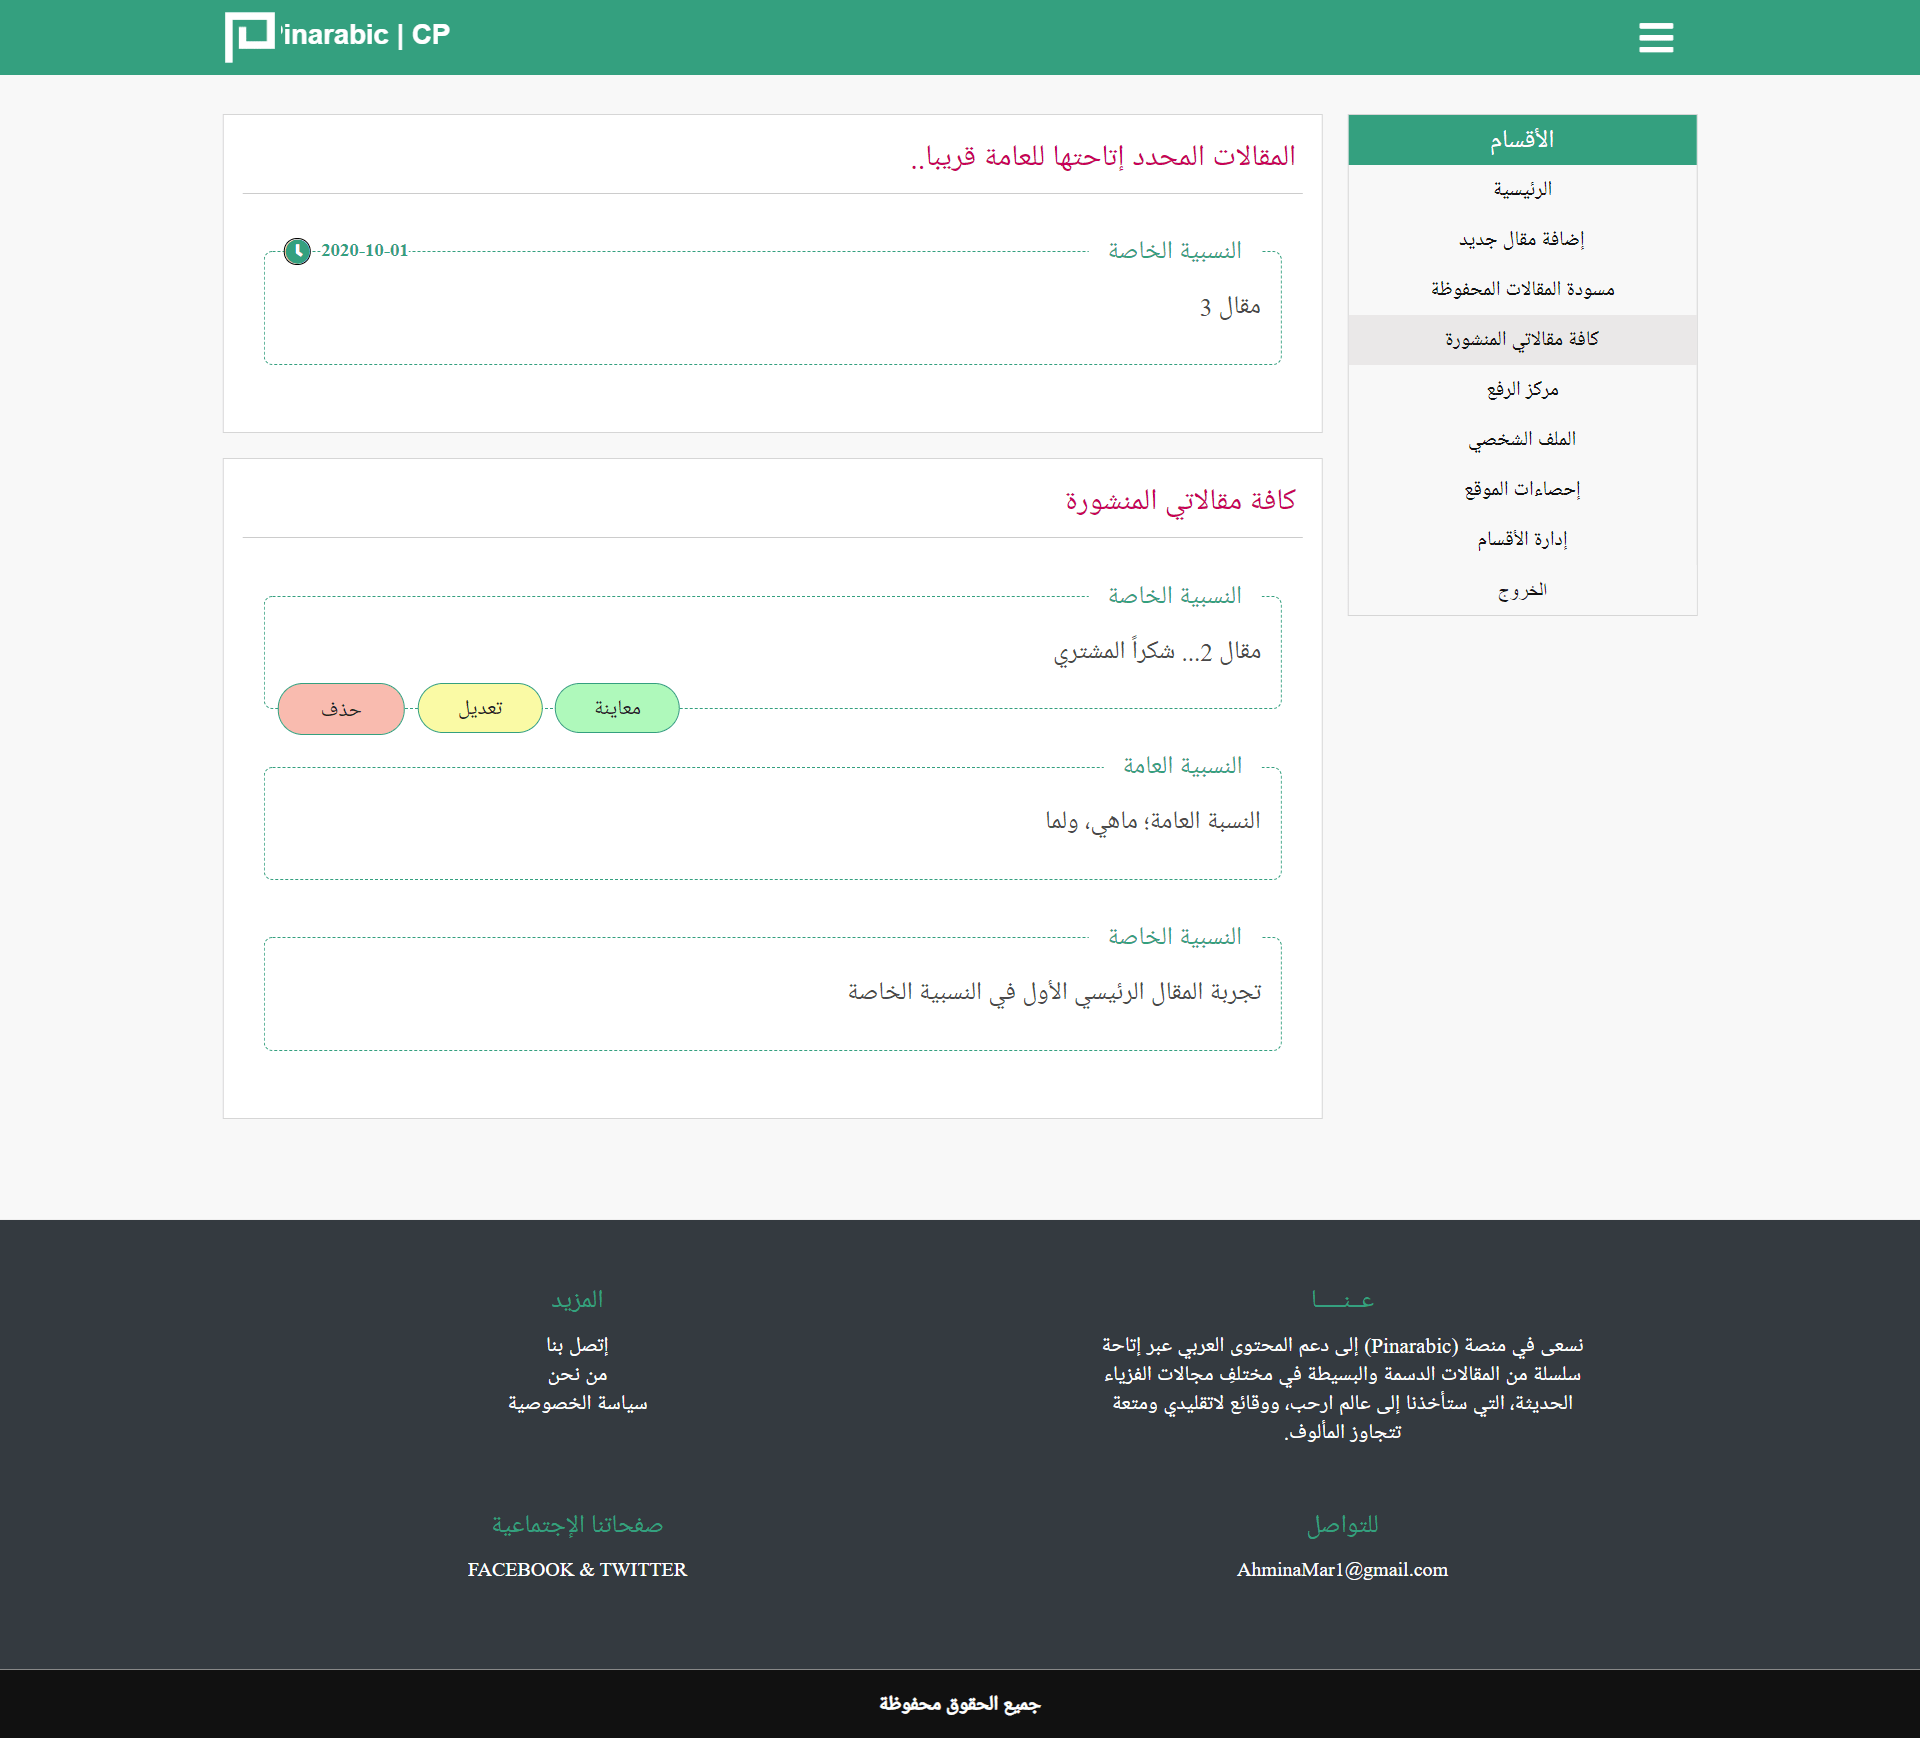 Pinarabic | CP
الأقسام
الرئيسية
إضافة مقال جديد
مسودة المقالات المحفوظة
كافة مقالاتي المنشورة
مركز الرفع
الملف الشخصي
إحصاءات الموقع
إدارة الأقسام
الخروج
المقالات المحدد إتاحتها للعامة قريبا..
النسبية الخاصة
2020-10-01
مقال 3
كافة مقالاتي المنشورة
النسبية الخاصة
مقال 2... شكراً المشتري
معاينة
تعديل
حذف
النسبية العامة
النسبة العامة؛ ماهي، ولما
النسبية الخاصة
تجربة المقال الرئيسي الأول في النسبية الخاصة
عــنـــــا
نسعى في منصة (Pinarabic) إلى دعم المحتوى العربي عبر إتاحة
سلسلة من المقالات الدسمة والبسيطة في مختلف مجالات الفزياء
الحديثة، التي ستأخذنا إلى عالم ارحب، ووقائع لاتقليدي ومتعة
تتجاوز المألوف.
المزيد
إتصل بنا
من نحن
سياسة الخصوصية
للتواصل
AhminaMar1@gmail.com
صفحاتنا الإجتماعية
FACEBOOK & TWITTER
جميع الحقوق محفوظة